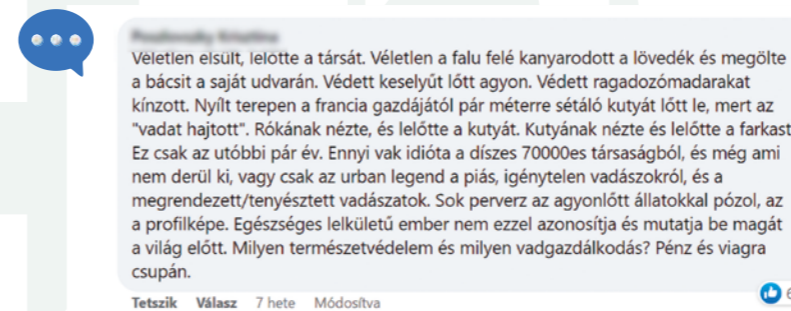 Véletlen elsült, lelőtte a társát. Véletlen a falu felé kanyarodott a lövedék és megölte
a bácsit a saját udvarán. Védett keselyűt lőtt agyon. Védett ragadozómadarakat
kínzott. Nyílt terepen a francia gazdájától pár méterre sétáló kutyát lőtt le, mert az
"vadat hajtott". Rókának nézte, és lelőtte a kutyát. Kutyának nézte és lelőtte a farkast
Ez csak az utóbbi pár év. Ennyi vak idióta a díszes 70000es társaságból, és még ami
nem derül ki, vagy csak az urban legend a piás, igénytelen vadászokról, és a
megrendezett/tenyésztett vadászatok. Sok perverz az agyonlőtt állatokkal pózol, az
a profilképe. Egészséges lelkületű ember nem ezzel azonosítja és mutatja be magát
a világ előtt. Milyen természetvédelem és milyen vadgazdálkodás? Pénz és viagra
csupán.
Tetszik Válasz 7 hete Módosítva